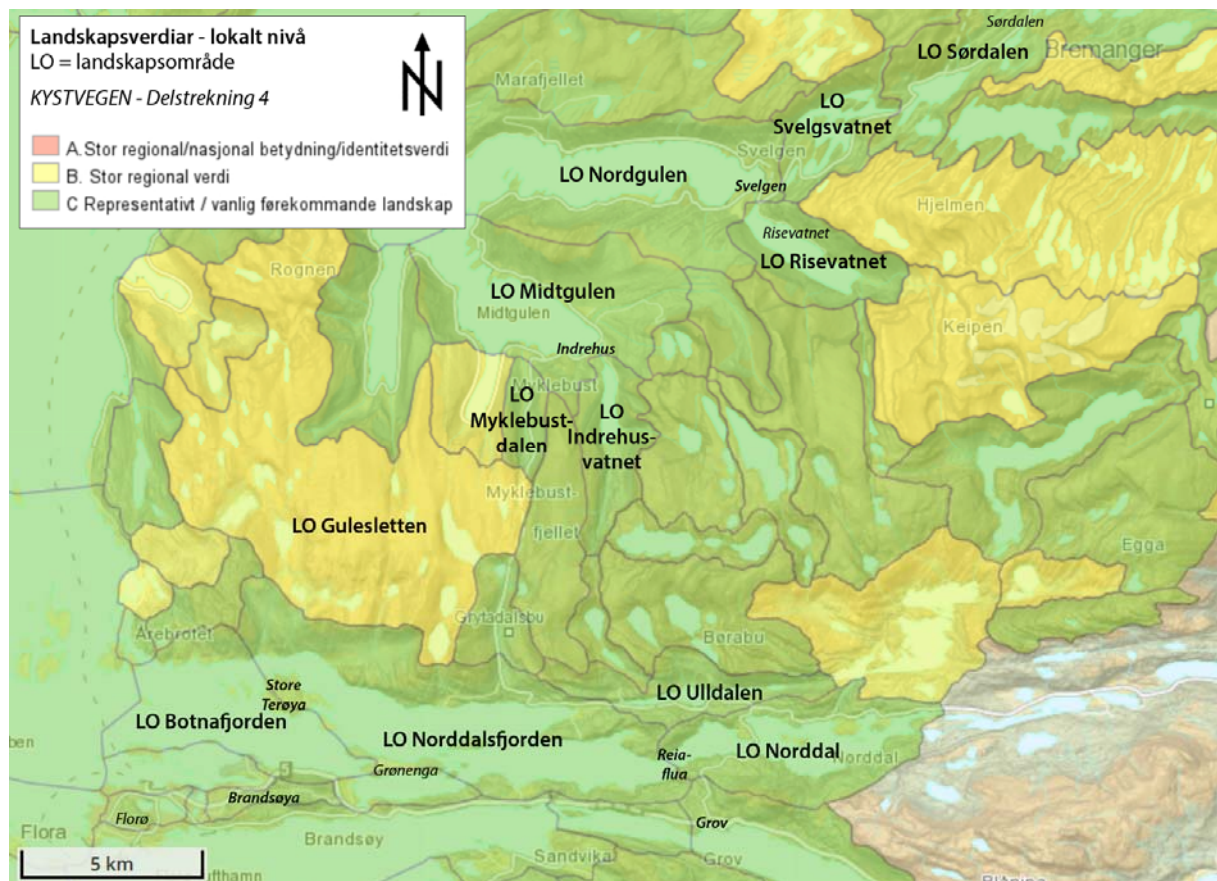 Landskapsverdiar - lokalt nivå
LO = landskapsområde
KYSTVEGEN - Delstrekning 4
A. Stor regional/nasjonal betydning/identitetsverdi
B. Stor regional verdi
C Representativt / vanlig førekommande landskap
N
Sørdalen
LO Sørdalen
Bremanger
Marafjellet
LO
Svelgsvatnet
Svelgen
LO Nordgulen
Svelgen
Hjelmen
Risevatnet
LO Risevatnet
Rognen
LO Midtgulen
Midtgulen
Keipen
Indrehus
Myklebust
LO
Myklebust-
dalen
LO
Indrehus-
vatnet
Myklebust-
fjellet
LO Gulesletten
Egga
Grytadalsbu
Årebrotet
Børabu
Store
Terøya
LO Ulldalen
LO Botnafjorden
LO Norddalsfjorden
Reia-
flua
LO Norddal
Norddal
Grønenga
5
Brandsøya
Florø
Flora
Brandsøy
Grov
Sandvika
Grov
5 km